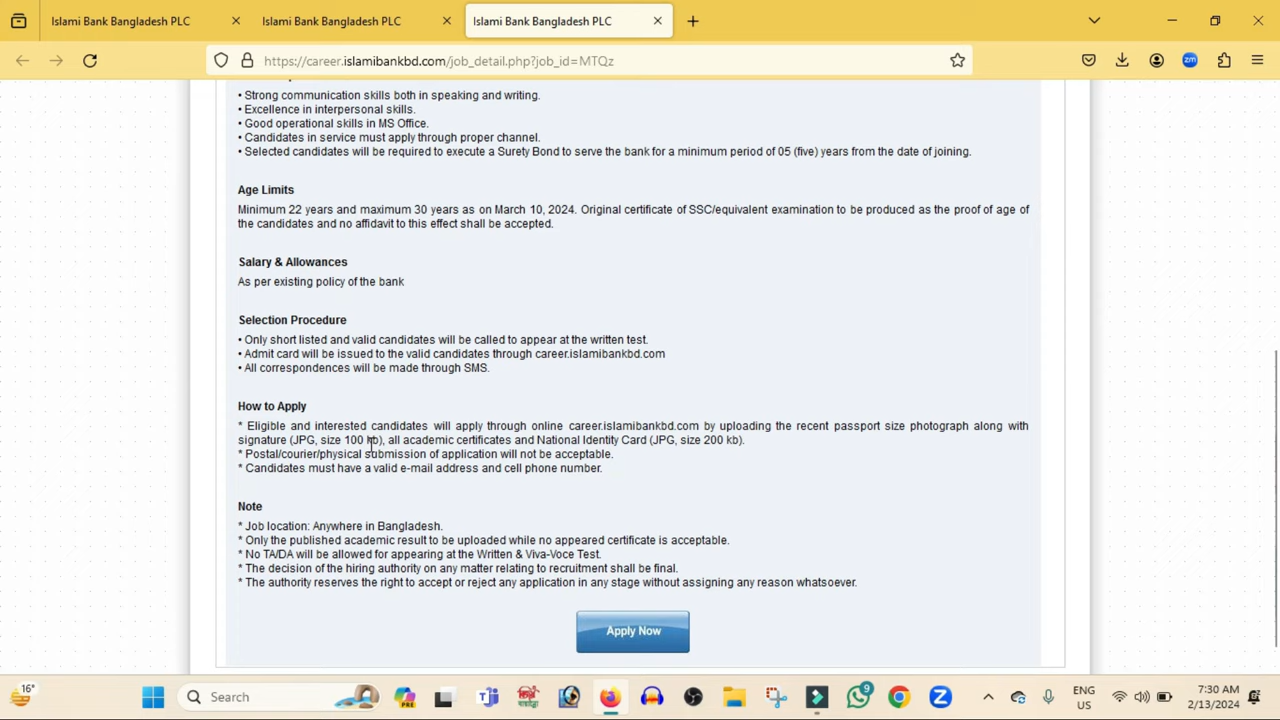 Islami Bank Bangladesh PLC
Islami Bank Bangladesh PLC
Islami Bank Bangladesh PLC
https://career.islamibankbd.com/job_detail.php?job_id=MTQz
zm
• Strong communication skills both in speaking and writing.
• Excellence in interpersonal skills.
• Good operational skills in MS Office.
• Candidates in service must apply through proper channel.
• Selected candidates will be required to execute a Surety Bond to serve the bank for a minimum period of 05 (five) years from the date of joining.
Age Limits
Minimum 22 years and maximum 30 years as on March 10, 2024. Original certificate of SSC/equivalent examination to be produced as the proof of age of
the candidates and no affidavit to this effect shall be accepted.
Salary & Allowances
As per existing policy of the bank
Selection Procedure
• Only short listed and valid candidates will be called to appear at the written test.
• Admit card will be issued to the valid candidates through career.islamibankbd.com
• All correspondences will be made through SMS.
How to Apply
* Eligible and interested candidates will apply through online career.islamibankbd.com by uploading the recent passport size photograph along with
signature (JPG, size 100 kb), all academic certificates and National Identity Card (JPG, size 200 kb).
* Postal/courier/physical submission of application will not be acceptable.
* Candidates must have a valid e-mail address and cell phone number.
Note
* Job location: Anywhere in Bangladesh.
* Only the published academic result to be uploaded while no appeared certificate is acceptable.
* No TA/DA will be allowed for appearing at the Written & Viva-Voce Test.
* The decision of the hiring authority on any matter relating to recruitment shall be final.
* The authority reserves the right to accept or reject any application in any stage without assigning any reason whatsoever.
Apply Now
16°
Search
PRE
9
ENG
US
7:30 AM
2/13/2024